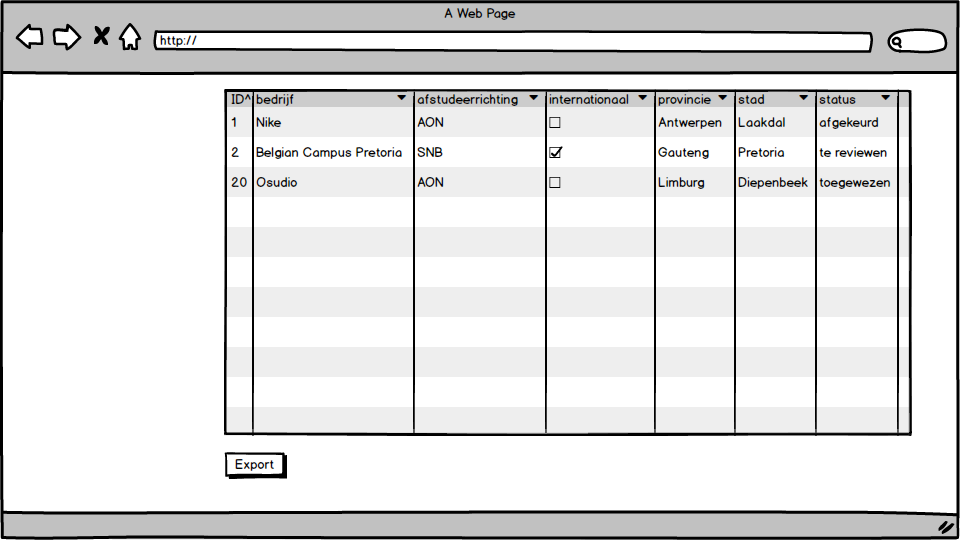 A Web Page
http://
ID^ bedrijf afstudeerrichting internationaal provincie stad status
1 Nike AON Antwerpen Laakdal afgekeurd
2 Belgian Campus Pretoria SNB Gauteng Pretoria te reviewen
20 Osudio AON Limburg Diepenbeek toegewezen
Export